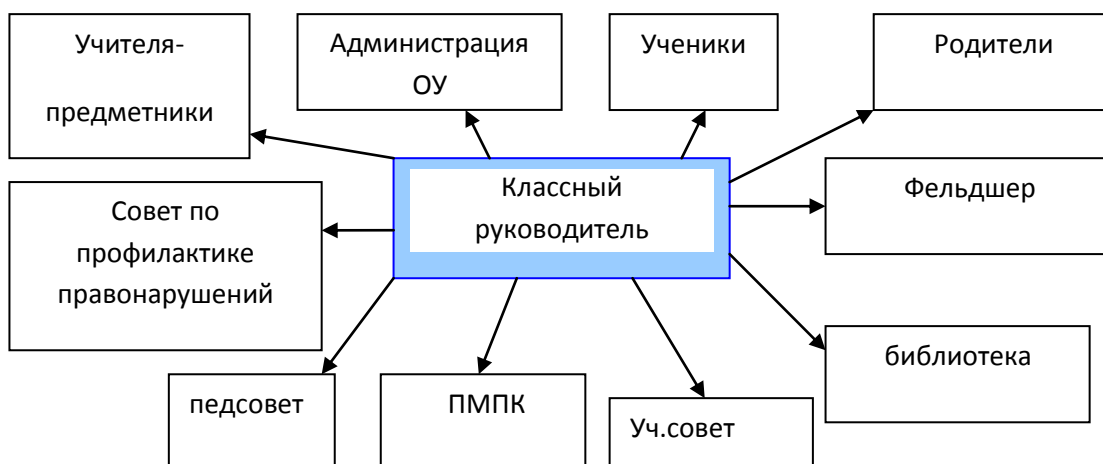 Учителя-
предметники
Администрация
ОУ
Ученики
Родители
Классный
руководитель
Фельдшер
Совет по
профилактике
правонарушений
библиотека
педсовет
ПМПК
Уч.совет